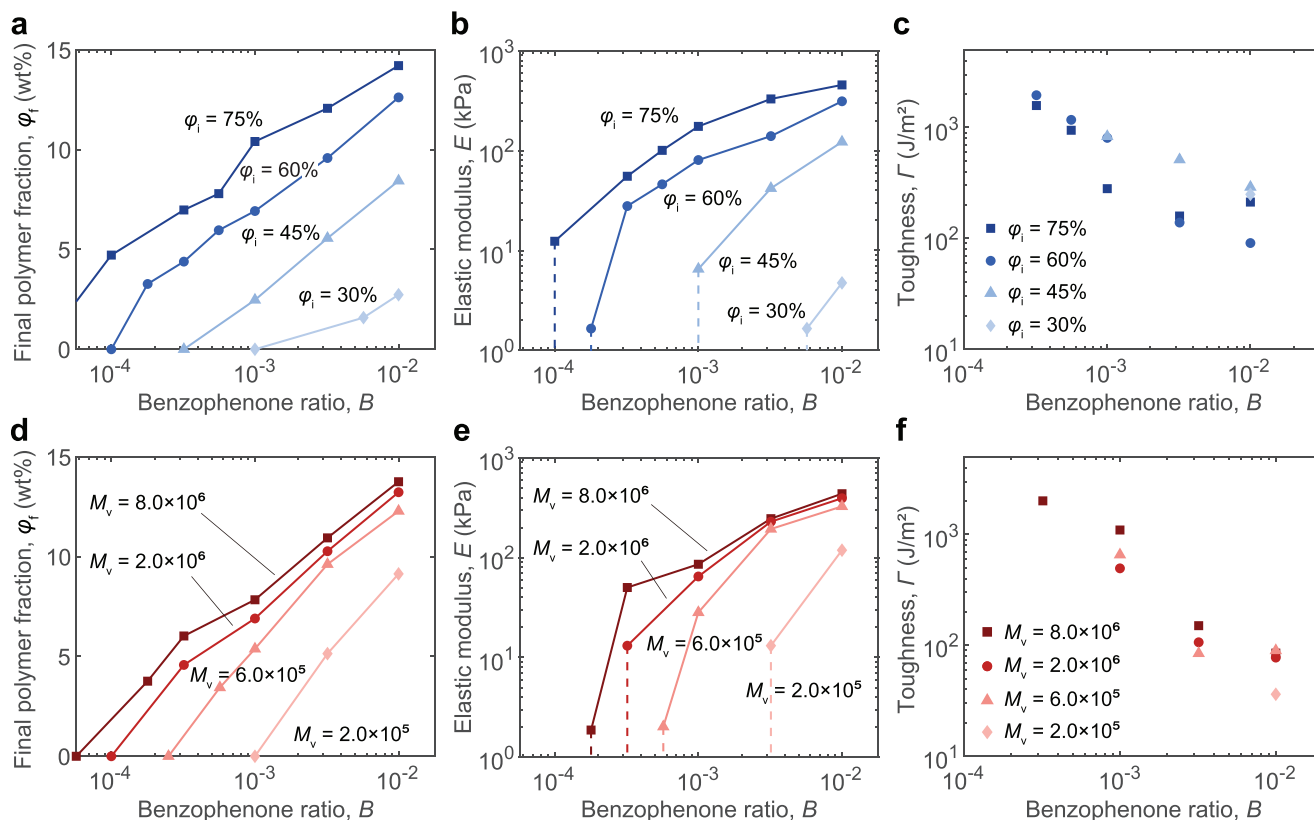 a
Final polymer fraction, φf (wt%)
15
10
5
0
φi = 75%
φi = 60%
φi = 45%
φi = 30%
10⁻⁴
10⁻³
10⁻²
Benzophenone ratio, B
b
Elastic modulus, E (kPa)
10³
10²
10¹
10⁰
φi = 75%
φi = 60%
φi = 45%
φi = 30%
10⁻⁴
10⁻³
10⁻²
Benzophenone ratio, B
c
Toughness, Γ (J/m²)
10³
10²
10¹
φi = 75%
φi = 60%
φi = 45%
φi = 30%
10⁻⁴
10⁻³
10⁻²
Benzophenone ratio, B
d
Final polymer fraction, φf (wt%)
15
10
5
0
Mv = 8.0×10⁶
Mv = 2.0×10⁶
Mv = 6.0×10⁵
Mv = 2.0×10⁵
10⁻⁴
10⁻³
10⁻²
Benzophenone ratio, B
e
Elastic modulus, E (kPa)
10³
10²
10¹
10⁰
Mv = 8.0×10⁶
Mv = 2.0×10⁶
Mv = 6.0×10⁵
Mv = 2.0×10⁵
10⁻⁴
10⁻³
10⁻²
Benzophenone ratio, B
f
Toughness, Γ (J/m²)
10³
10²
10¹
Mv = 8.0×10⁶
Mv = 2.0×10⁶
Mv = 6.0×10⁵
Mv = 2.0×10⁵
10⁻⁴
10⁻³
10⁻²
Benzophenone ratio, B